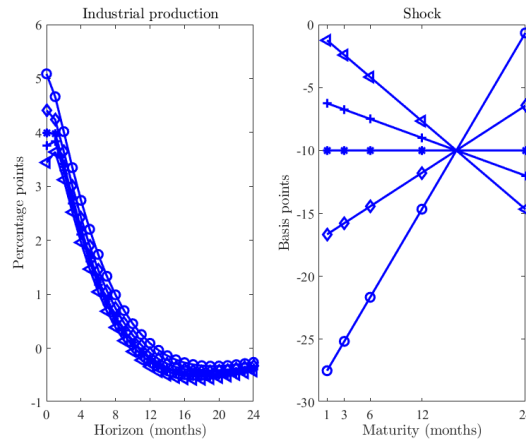 Industrial production
6
5
4
3
2
1
0
-1
Percentage points
0 4 8 12 16 20 24
Horizon (months)
Shock
0
-5
-10
-15
-20
-25
-30
Basis points
1 3 6 12
Maturity (months)